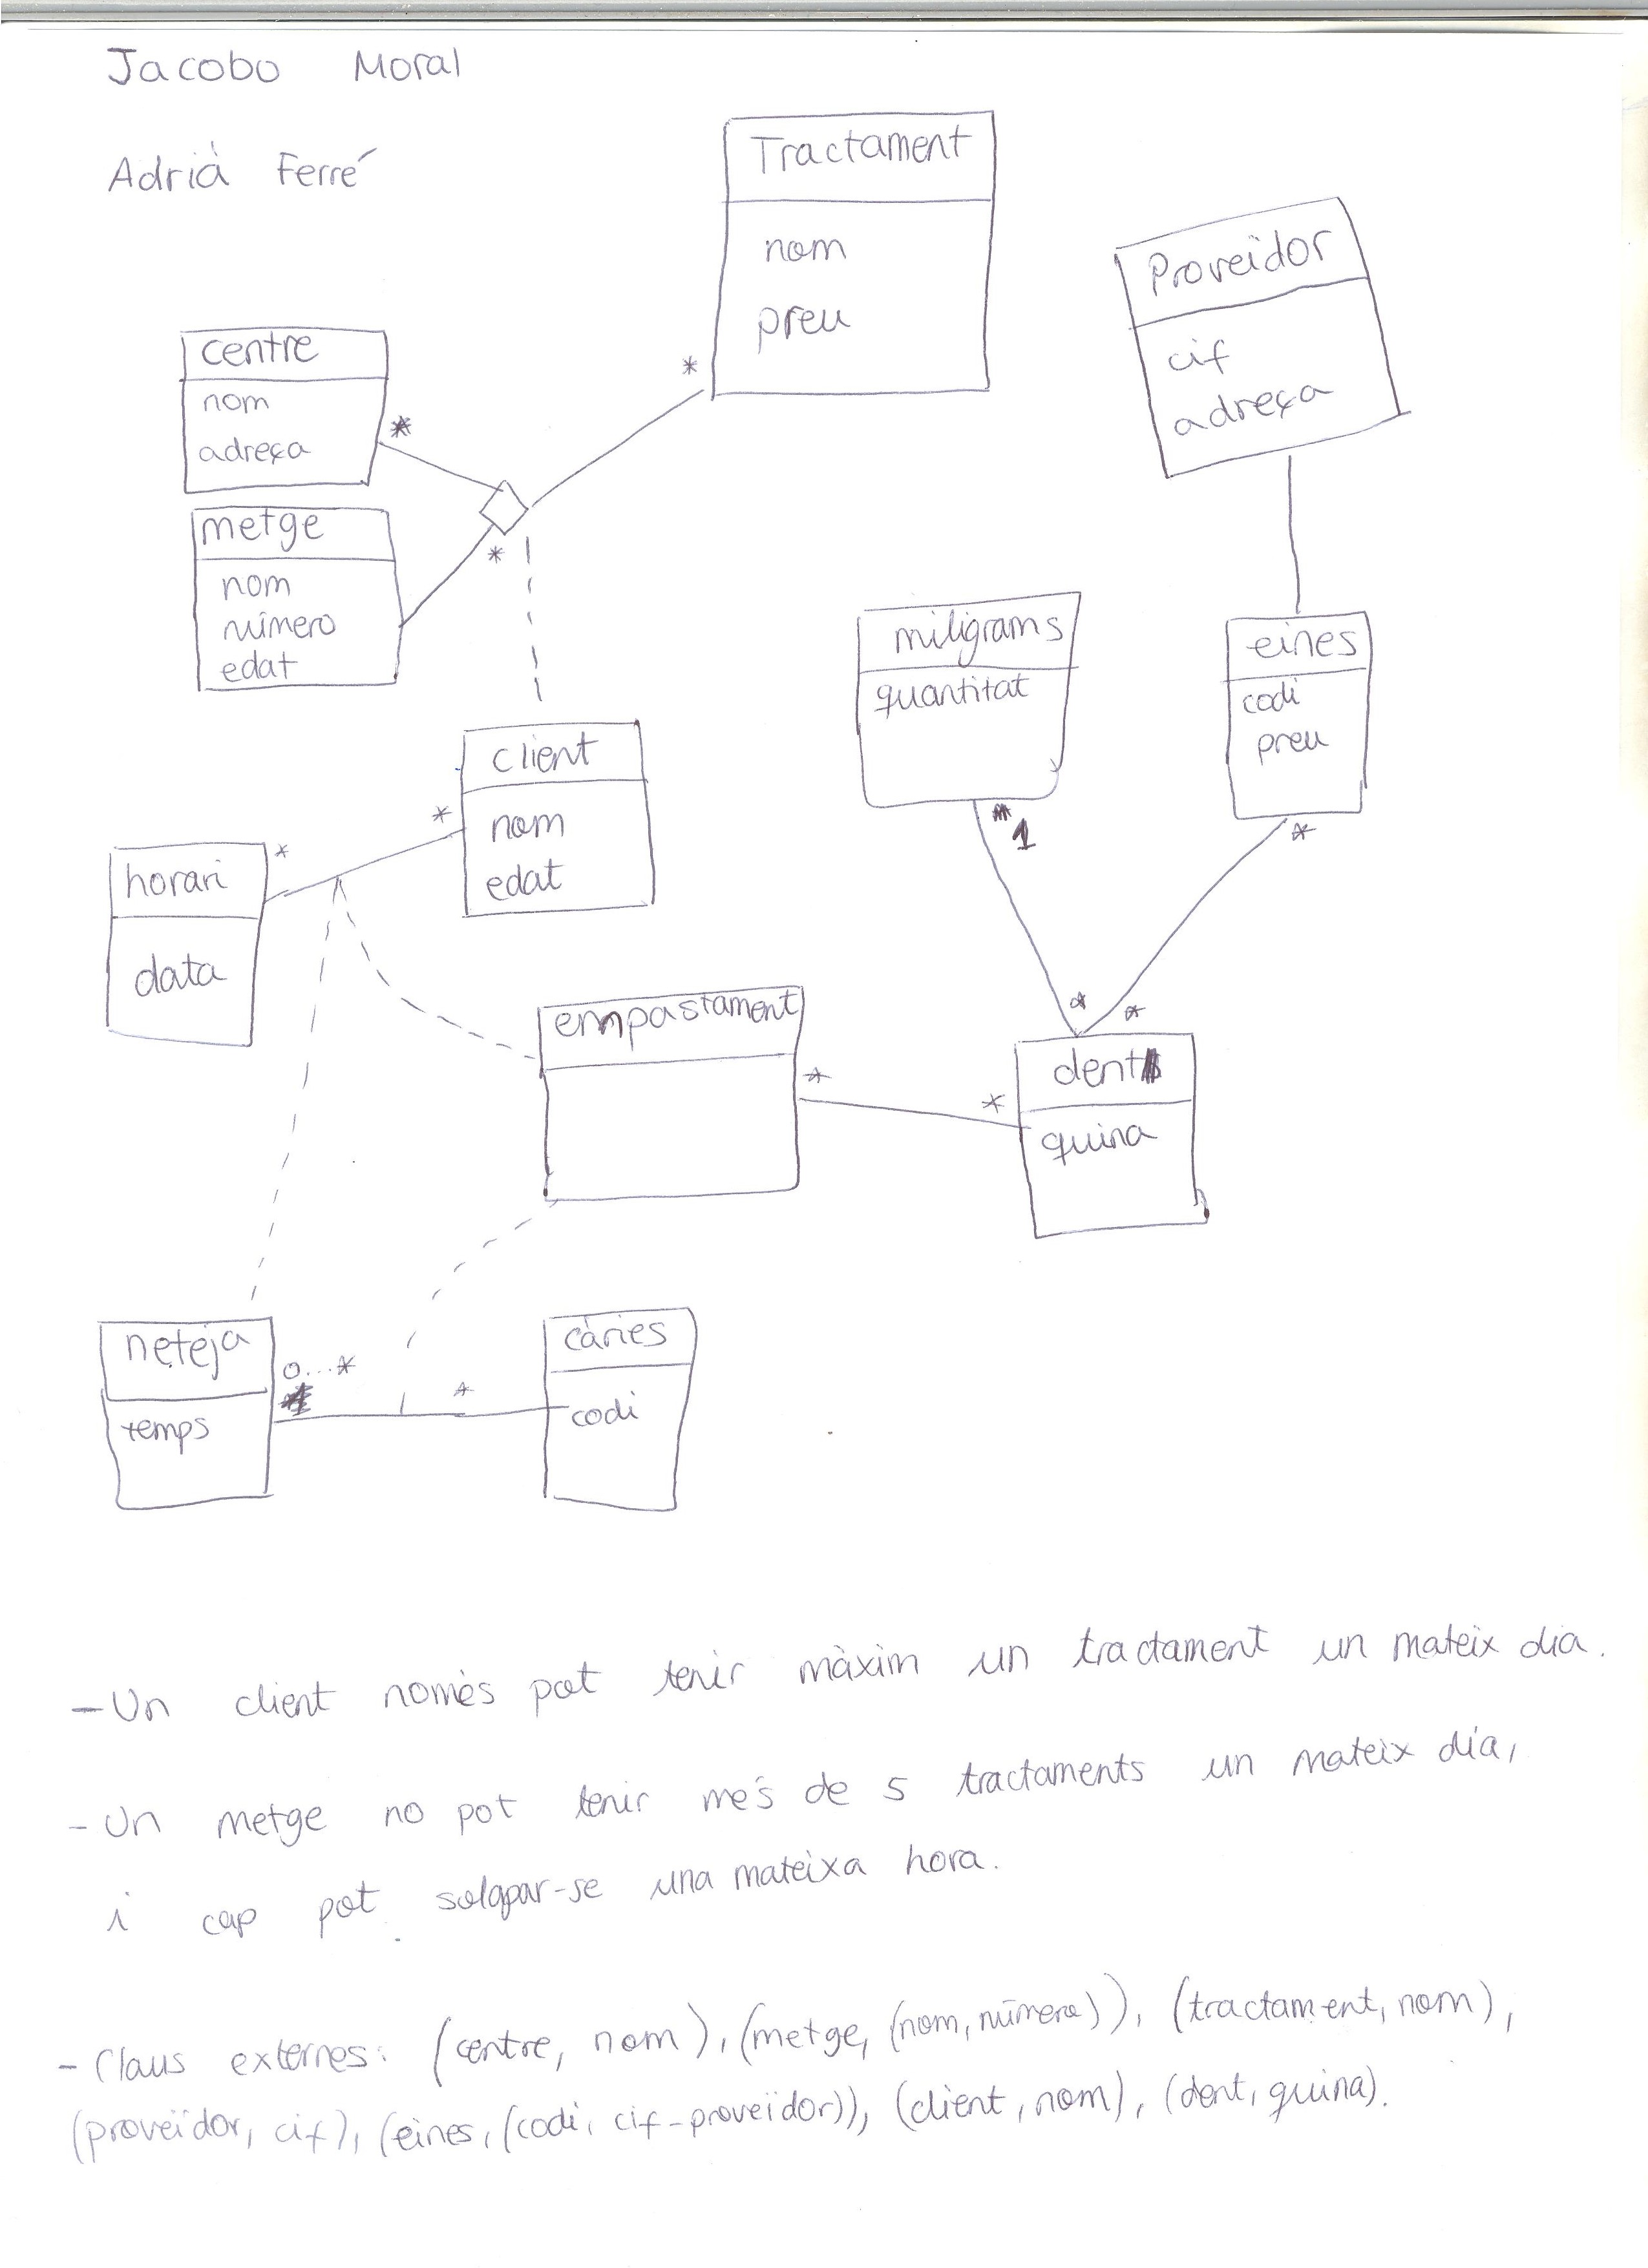 Jacobo Moral
Adrià Ferré
Tractament
nom
preu
*
Proveïdor
cif
adreça
centre
nom
adreça
*
metge
nom
número
edat
*
miligrams
quantitat
1
eines
codi
preu
*
client
nom
edat
*
horari
data
*
empastament
*
dent
quina
*
*
*
neteja
temps
0...*
*
càries
codi
- Un client només pot tenir màxim un tractament un mateix dia.
- Un metge no pot tenir més de 5 tractaments un mateix dia,
i cap pot solapar-se una mateixa hora.
- Claus externes: (centre, nom), (metge, (nom, número)), (tractament, nom),
(proveïdor, cif), (eines, (codi, cif-proveïdor)), (client, nom), (dent, quina).